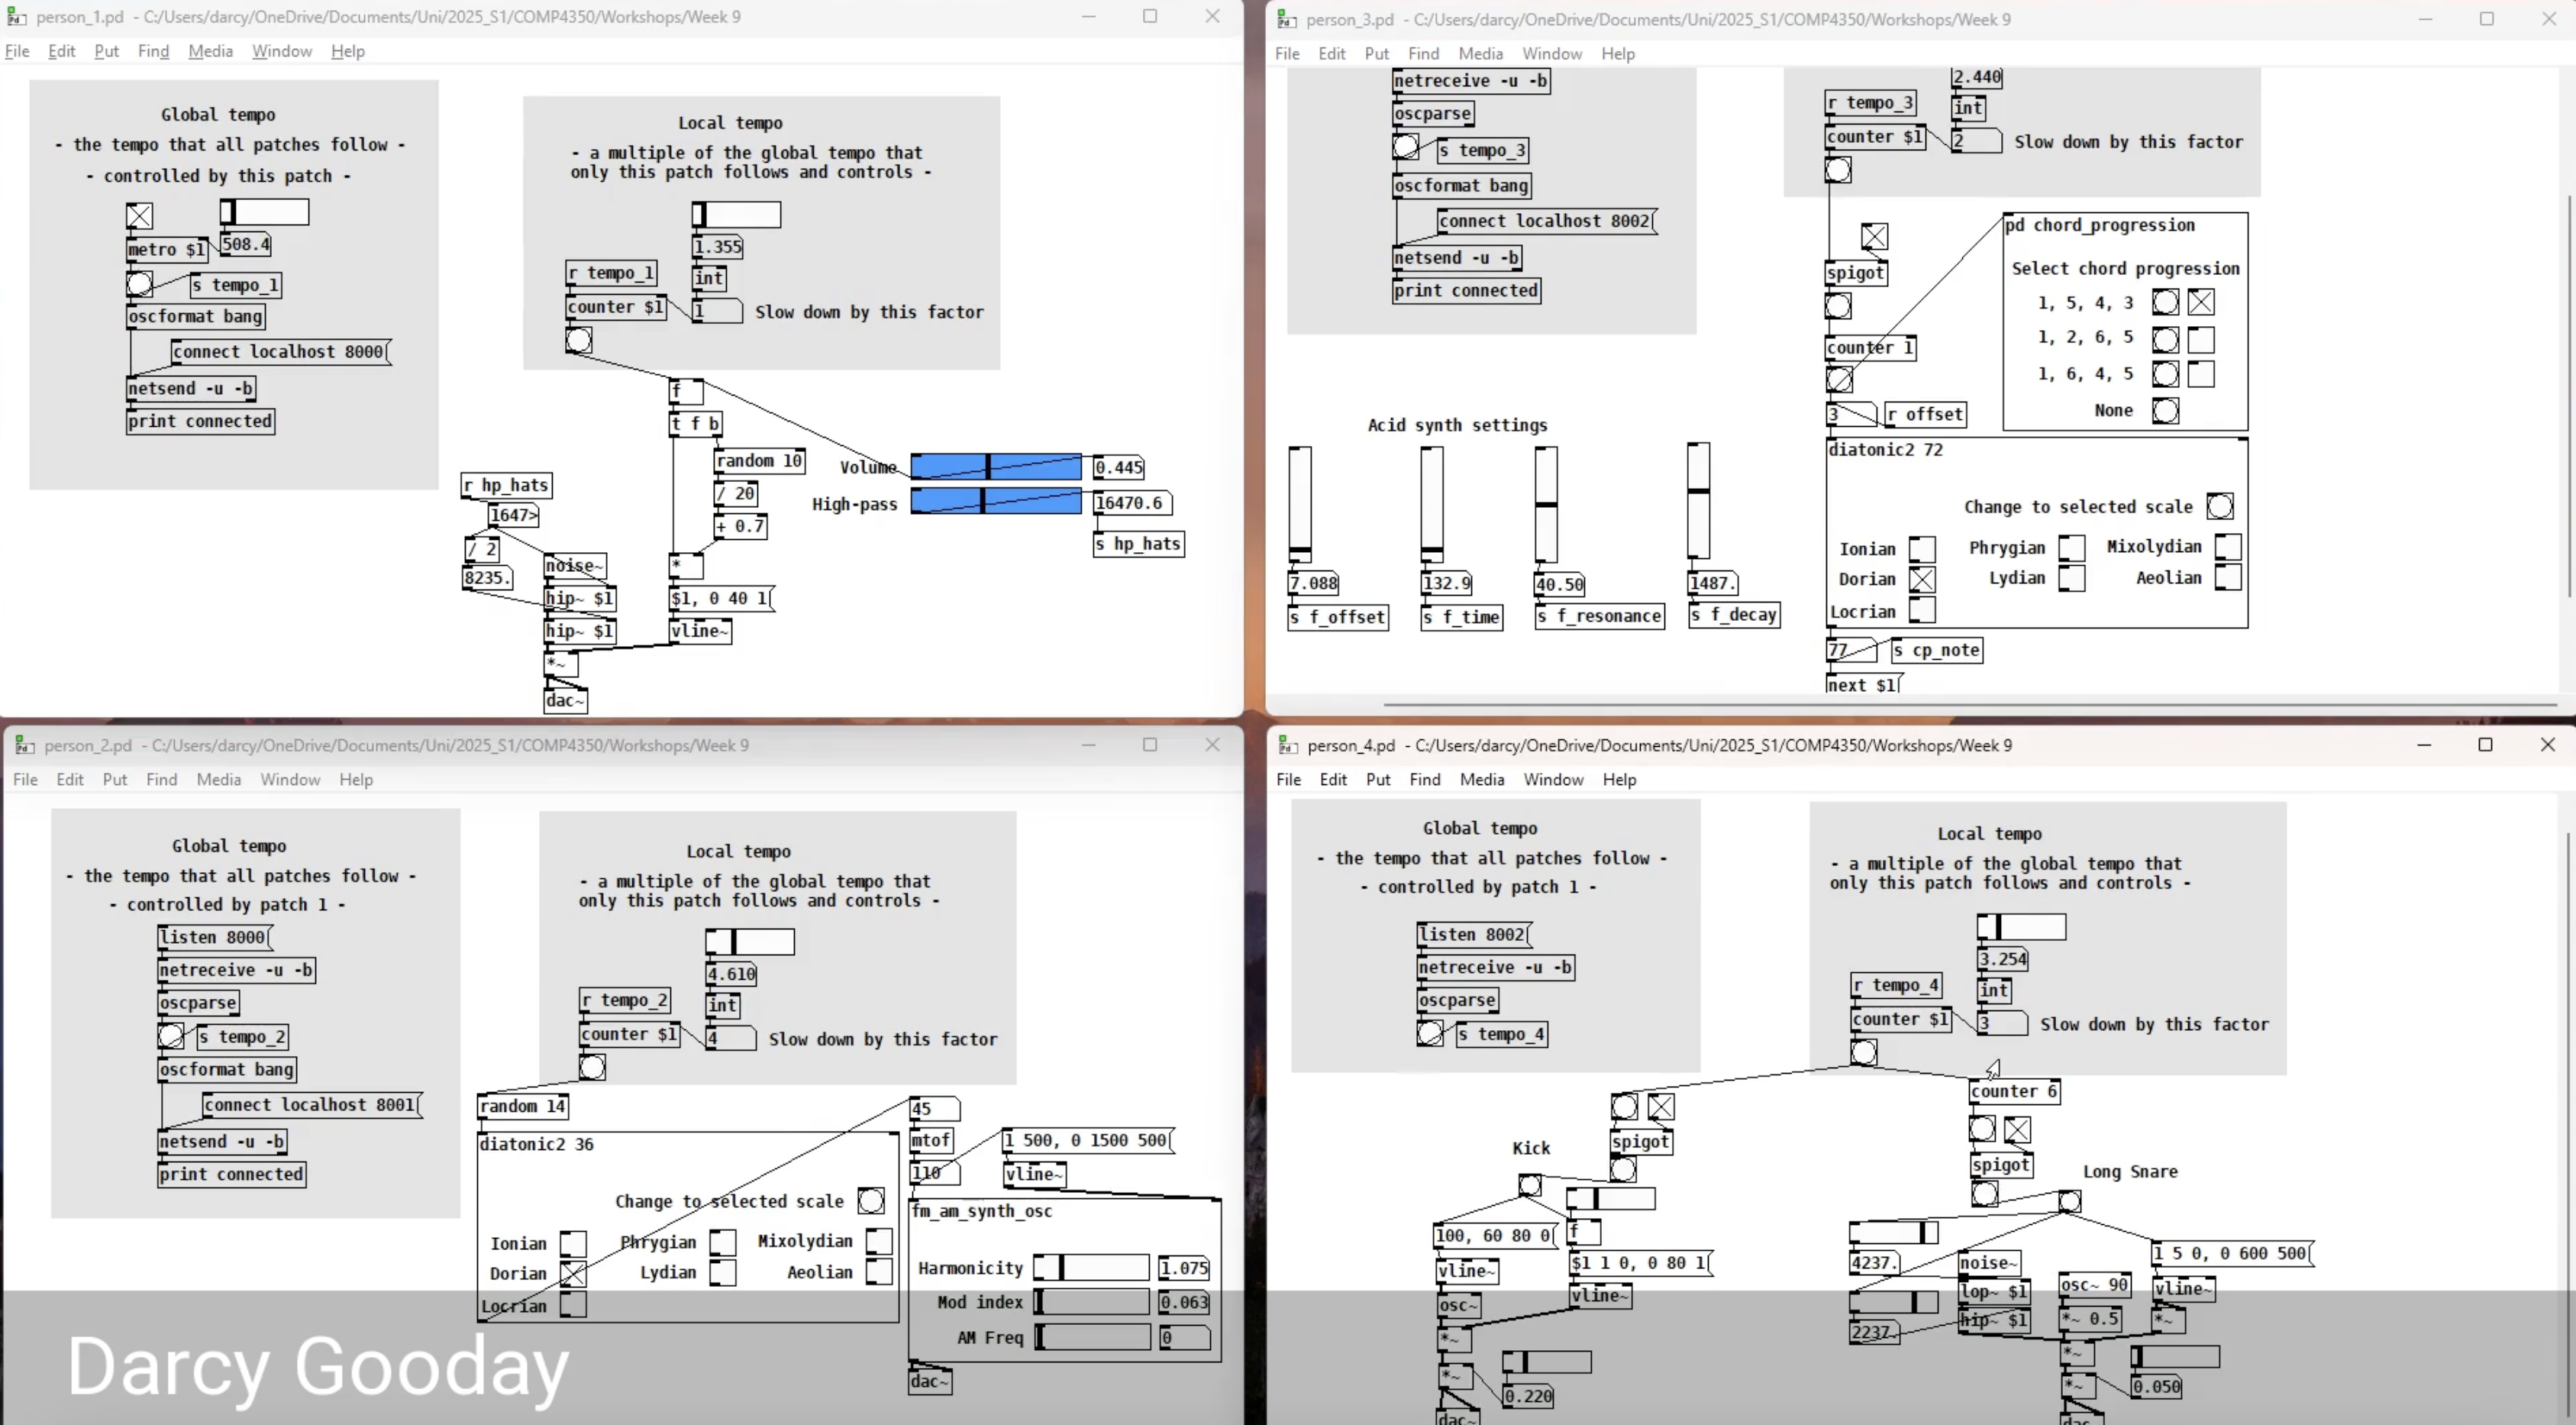 person_1.pd - C:/Users/darcy/OneDrive/Documents/Uni/2025_S1/COMP4350/Workshops/Week 9
File Edit Put Find Media Window Help
Global tempo
- the tempo that all patches follow -
- controlled by this patch -
metro $1
508.4
s tempo_1
oscformat bang
connect localhost 8000
netsend -u -b
print connected
Local tempo
- a multiple of the global tempo that
only this patch follows and controls -
1.355
r tempo_1
int
counter $1
1
Slow down by this factor
f
t f b
random 10
/ 20
+ 0.7
*
$1, 0 40 1
vline~
Volume
0.445
High-pass
16470.6
s hp_hats
r hp_hats
1647>
/ 2
8235.
noise~
hip~ $1
hip~ $1
*~
dac~
person_3.pd - C:/Users/darcy/OneDrive/Documents/Uni/2025_S1/COMP4350/Workshops/Week 9
File Edit Put Find Media Window Help
netreceive -u -b
oscparse
s tempo_3
oscformat bang
connect localhost 8002
netsend -u -b
print connected
2.440
r tempo_3
int
counter $1
2
Slow down by this factor
spigot
counter 1
3
r offset
pd chord_progression
Select chord progression
1, 5, 4, 3
1, 2, 6, 5
1, 6, 4, 5
None
Acid synth settings
7.088
132.9
40.50
1487.
s f_offset
s f_time
s f_resonance
s f_decay
diatonic2 72
Change to selected scale
Ionian Phrygian Mixolydian
Dorian Lydian Aeolian
Locrian
77
s cp_note
next $1
person_2.pd - C:/Users/darcy/OneDrive/Documents/Uni/2025_S1/COMP4350/Workshops/Week 9
File Edit Put Find Media Window Help
Global tempo
- the tempo that all patches follow -
- controlled by patch 1 -
listen 8000
netreceive -u -b
oscparse
s tempo_2
oscformat bang
connect localhost 8001
netsend -u -b
print connected
Local tempo
- a multiple of the global tempo that
only this patch follows and controls -
4.610
r tempo_2
int
counter $1
4
Slow down by this factor
random 14
diatonic2 36
Change to selected scale
Ionian Phrygian Mixolydian
Dorian Lydian Aeolian
Locrian
45
mtof
110
1 500, 0 1500 500
vline~
fm_am_synth_osc
Harmonicity 1.075
Mod index 0.063
AM Freq 0
dac~
person_4.pd - C:/Users/darcy/OneDrive/Documents/Uni/2025_S1/COMP4350/Workshops/Week 9
File Edit Put Find Media Window Help
Global tempo
- the tempo that all patches follow -
- controlled by patch 1 -
listen 8002
netreceive -u -b
oscparse
s tempo_4
Local tempo
- a multiple of the global tempo that
only this patch follows and controls -
3.254
r tempo_4
int
counter $1
3
Slow down by this factor
counter 6
Kick
spigot
100, 60 80 0
f
$1 1 0, 0 80 1
vline~
vline~
osc~
*~
*~
0.220
dac~
spigot
Long Snare
4237.
2237.
noise~
lop~ $1
hip~ $1
osc~ 90
*~ 0.5
1 5 0, 0 600 500
vline~
*~
*~
*~
0.050
dac~
Darcy Gooday